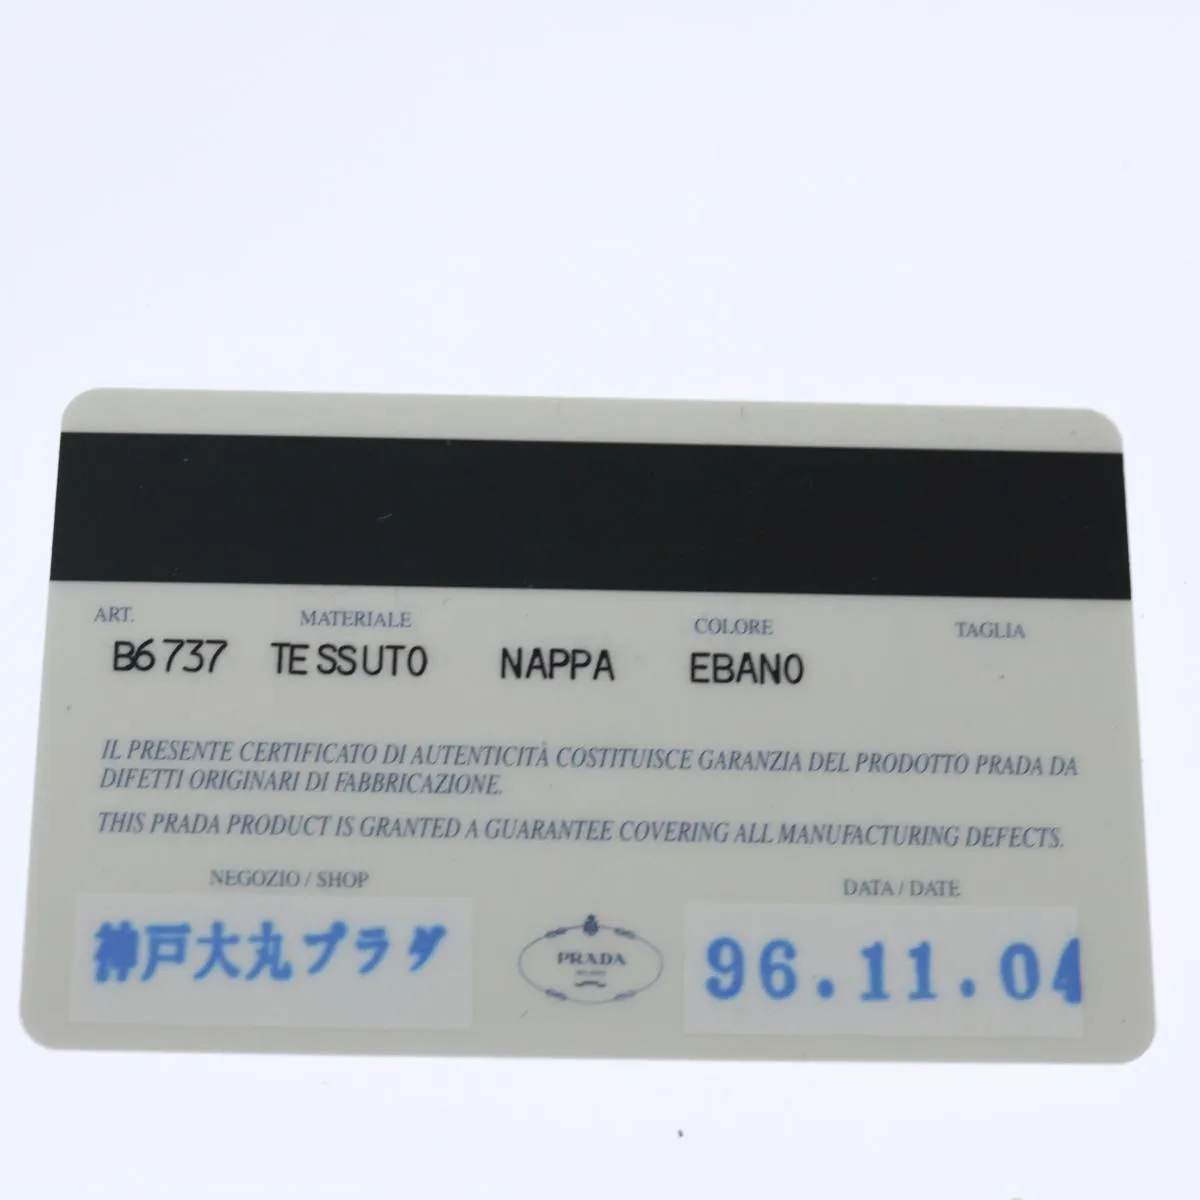 ART. MATERIALE COLORE TAGLIA
B6737 TESSUTO NAPPA EBANO
IL PRESENTE CERTIFICATO DI AUTENTICITÀ COSTITUISCE GARANZIA DEL PRODOTTO PRADA DA
DIFETTI ORIGINARI DI FABBRICAZIONE.
THIS PRADA PRODUCT IS GRANTED A GUARANTEE COVERING ALL MANUFACTURING DEFECTS.
NEGOZIO / SHOP DATA / DATE
神戸大丸プラダ PRADA 96.11.04
MILANO